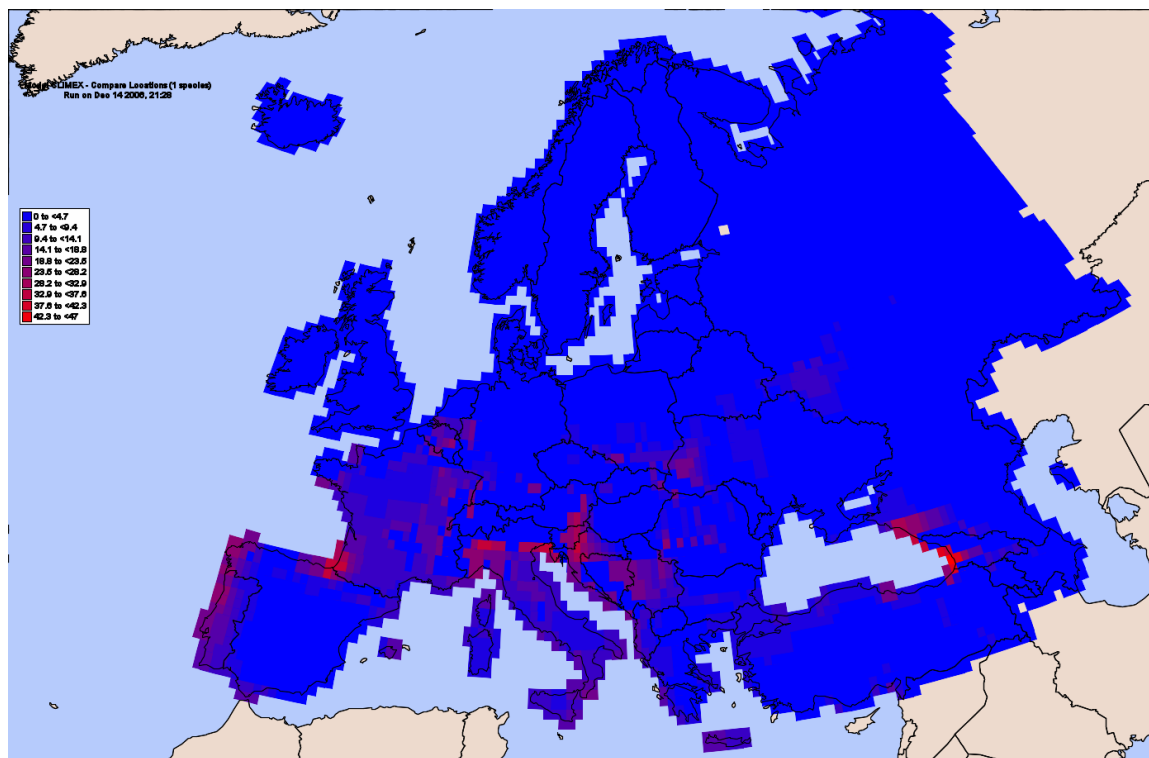 CLIMEX - Compare Locations (1 species)
Run on Dec 14 2006, 21:28
0 to <4.7
4.7 to <9.4
9.4 to <14.1
14.1 to <18.8
18.8 to <23.5
23.5 to <28.2
28.2 to <32.9
32.9 to <37.6
37.6 to <42.3
42.3 to <47